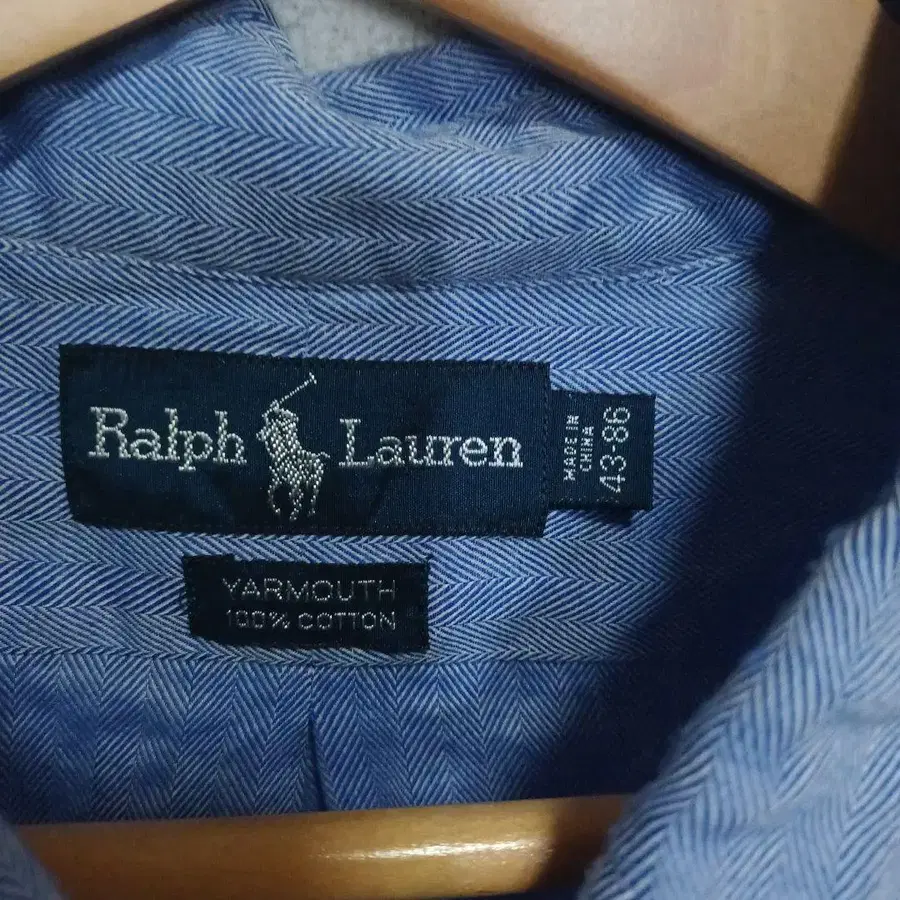 Ralph Lauren
MADE IN
CHINA
43-86
YARMOUTH
100% COTTON